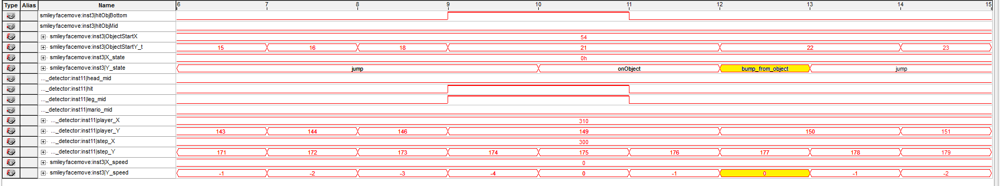 Type Alias Name 6 7 8 9 10 11 12 13 14 15
smileyfacemove:inst3|hitObjBottom
smileyfacemove:inst3|hitObjMid
smileyfacemove:inst3|ObjectStartX 54
smileyfacemove:inst3|ObjectStartY_t 15 16 18 21 22 23
smileyfacemove:inst3|X_state 0h
smileyfacemove:inst3|Y_state jump onObject bump_from_object jump
..._detector:inst11|head_mid
..._detector:inst11|hit
..._detector:inst11|leg_mid
..._detector:inst11|mario_mid
..._detector:inst11|player_X 310
..._detector:inst11|player_Y 143 144 146 149 150 151
..._detector:inst11|step_X 300
..._detector:inst11|step_Y 171 172 173 174 175 176 177 178 179
smileyfacemove:inst3|X_speed 0
smileyfacemove:inst3|Y_speed -1 -2 -3 -4 0 -1 0 -1 -2